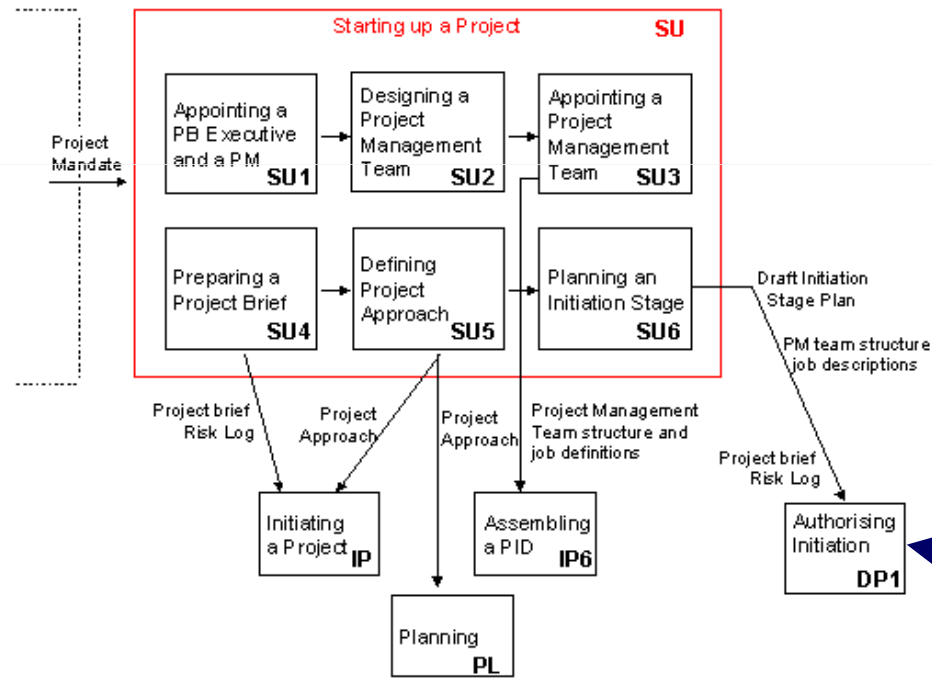 Starting up a Project
SU
Project
Mandate
Appointing a
PB Executive
and a PM
SU1
Designing a
Project
Management
Team
SU2
Appointing a
Project
Management
Team
SU3
Preparing a
Project Brief
SU4
Defining
Project
Approach
SU5
Planning an
Initiation Stage
SU6
Draft Initiation
Stage Plan
PM team structure
job descriptions
Project brief
Risk Log
Project brief
Risk Log
Project
Approach
Project
Approach
Project Management
Team structure and
job definitions
Initiating
a Project
IP
Assembling
a PID
IP6
Authorising
Initiation
DP1
Planning
PL